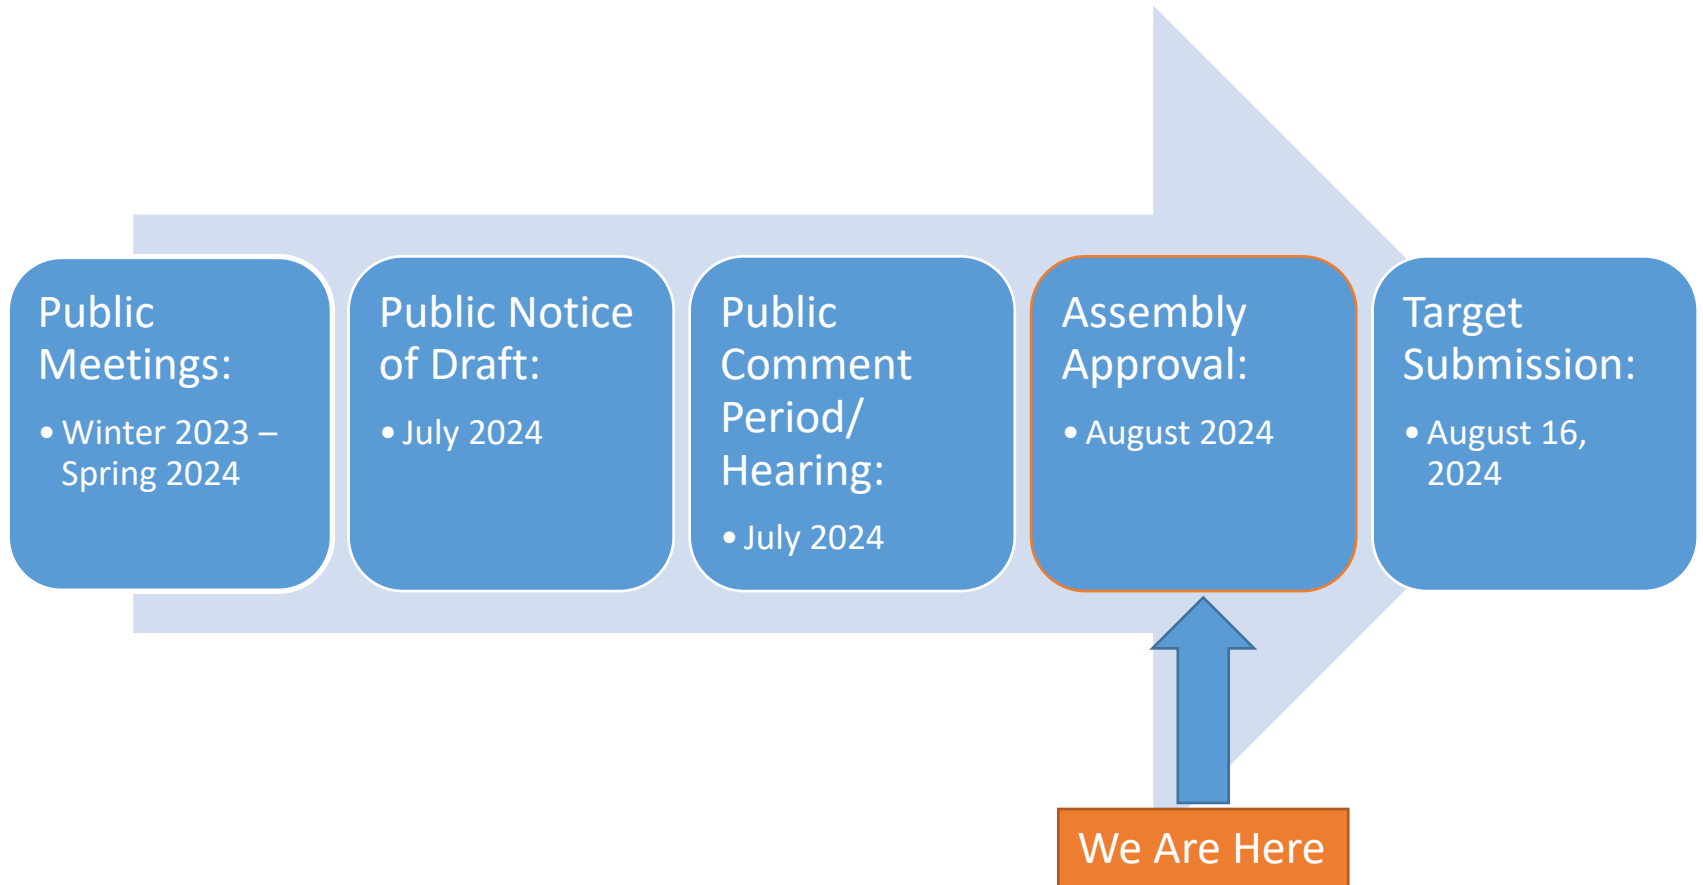 Public
Meetings:
• Winter 2023 –
Spring 2024
Public Notice
of Draft:
• July 2024
Public
Comment
Period/
Hearing:
• July 2024
Assembly
Approval:
• August 2024
Target
Submission:
• August 16,
2024
We Are Here